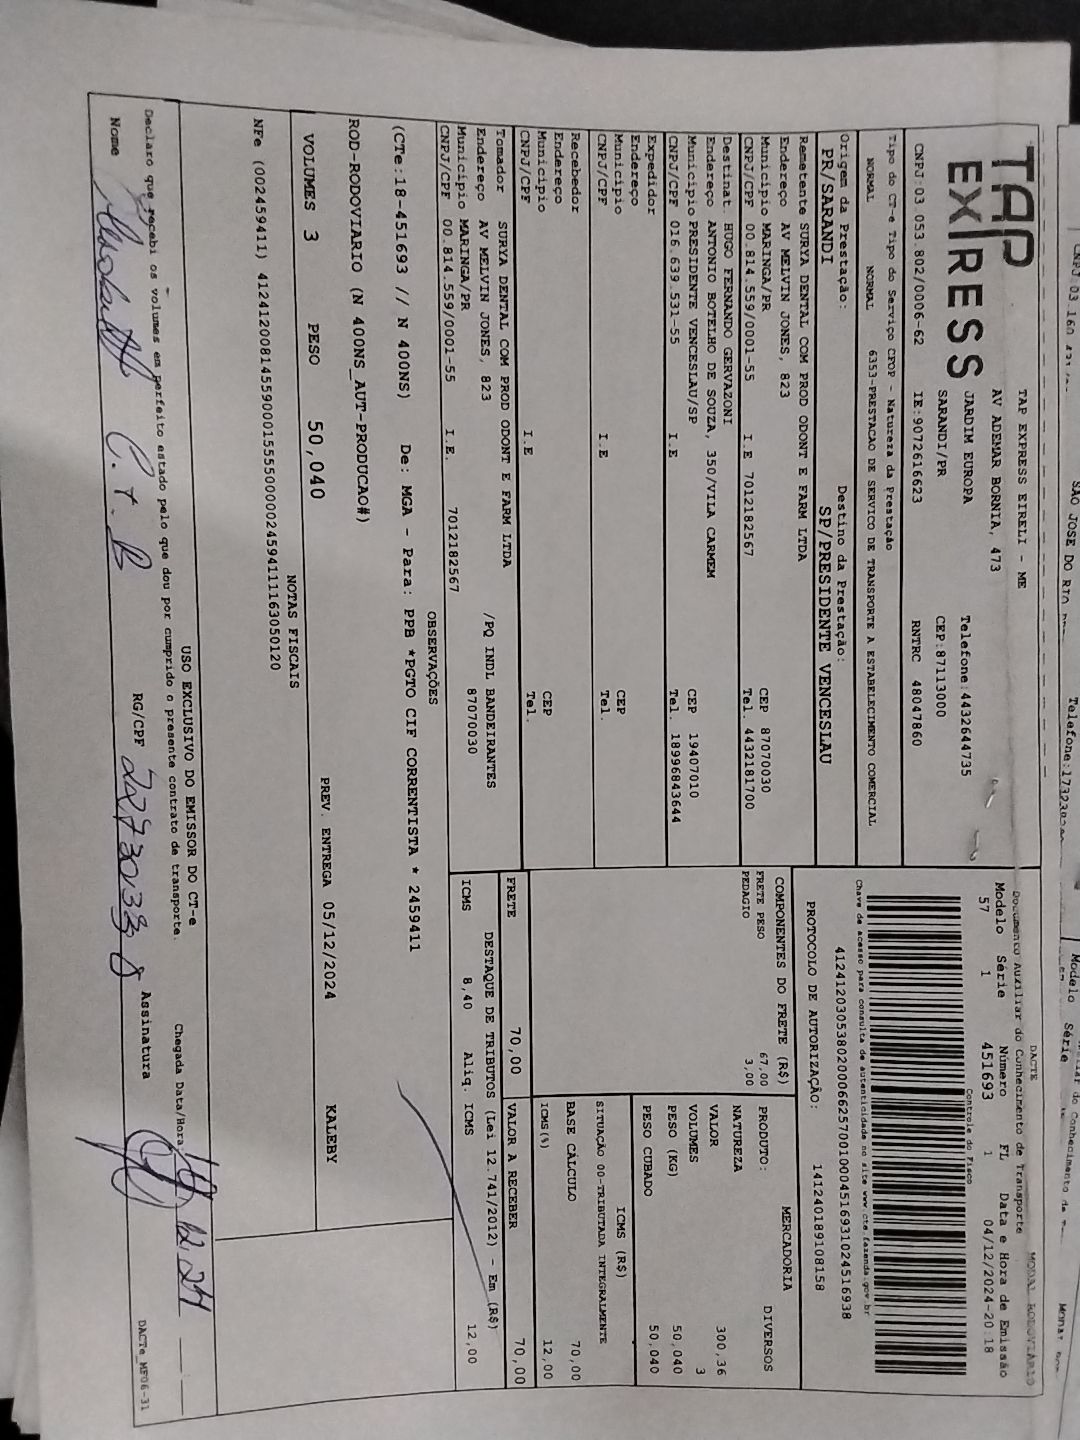 TAP EXPRESS
TAP EXPRESS EIRELI - ME
AV ADEMAR BORNIA, 473
JARDIM EUROPA
SARANDI/PR
Telefone:4432644735
CEP:87113000
CNPJ:03.053.802/0006-62 IE:9072616623 RNTRC 48047860
Tipo do CT-e Tipo do Serviço CFOP - Natureza da Prestação
NORMAL NORMAL 6353-PRESTACAO DE SERVICO DE TRANSPORTE A ESTABELECIMENTO COMERCIAL
Origem da Prestação: Destino da Prestação:
PR/SARANDI SP/PRESIDENTE VENCESLAU
DACTE MODAL RODOVIÁRIO
Documento Auxiliar do Conhecimento de Transporte
Modelo Série Número FL Data e Hora de Emissão
57 1 451693 1 04/12/2024-20:18
Controle do Fisco
Chave de acesso para consulta de autenticidade no site www.cte.fazenda.gov.br
41241203053802000662570010004516931024516938
PROTOCOLO DE AUTORIZAÇÃO: 141240189108158
Remetente SURYA DENTAL COM PROD ODONT E FARM LTDA
Endereço AV MELVIN JONES, 823
Município MARINGA/PR CEP 87070030
CNPJ/CPF 00.814.559/0001-55 I.E 7012182567 Tel. 4432181700
Destinat. HUGO FERNANDO GERVAZONI
Endereço ANTONIO BOTELHO DE SOUZA, 350/VILA CARMEM
Município PRESIDENTE VENCESLAU/SP CEP 19407010
CNPJ/CPF 016.639.531-55 I.E Tel. 18996843644
Expedidor
Endereço
Município CEP
CNPJ/CPF I.E. Tel.
Recebedor
Endereço
Município CEP
CNPJ/CPF I.E Tel.
Tomador SURYA DENTAL COM PROD ODONT E FARM LTDA
Endereço AV MELVIN JONES, 823 /PQ INDL BANDEIRANTES
Município MARINGA/PR 87070030
CNPJ/CPF 00.814.559/0001-55 I.E. 7012182567
COMPONENTES DO FRETE (R$)
FRETE PESO 67,00
PEDAGIO 3,00
MERCADORIA
PRODUTO: DIVERSOS
NATUREZA
VALOR 300,36
VOLUMES 3
PESO (KG) 50,040
PESO CUBADO 50,040
ICMS (R$)
SITUAÇÃO 00-TRIBUTADA INTEGRALMENTE
BASE CÁLCULO 70,00
ICMS(%) 12,00
FRETE 70,00 VALOR A RECEBER 70,00
DESTAQUE DE TRIBUTOS (Lei 12.741/2012) - Em (R$)
ICMS 8,40 Aliq. ICMS 12,00
OBSERVAÇÕES
(CTe:18-451693 // N 400NS) De: MGA - Para: PPB *PGTO CIF CORRENTISTA * 2459411
ROD-RODOVIARIO (N 400NS_AUT-PRODUCAO#)
VOLUMES 3 PESO 50,040 PREV. ENTREGA 05/12/2024 KALEBY
NOTAS FISCAIS
NFe (002459411) 41241200814559000155550000024594111163050120
USO EXCLUSIVO DO EMISSOR DO CT-e
Declaro que recebi os volumes em perfeito estado pelo que dou por cumprido o presente contrato de transporte.
Chegada Data/Hora 12 24
Nome C. T. B RG/CPF Assinatura
DACTe_MF06-31